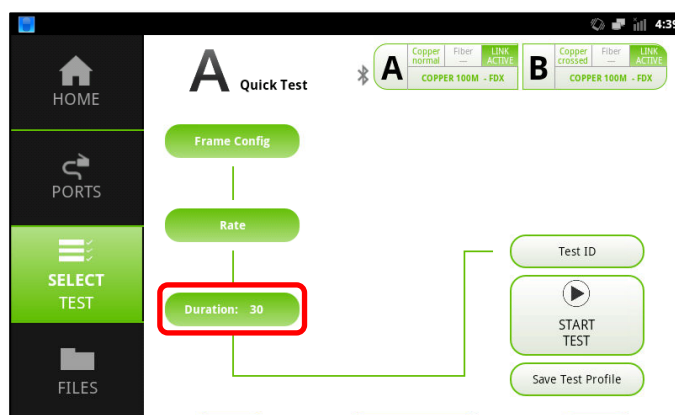 4:39
HOME
PORTS
SELECT
TEST
FILES
A Quick Test
A
Copper
normal
Fiber
---
LINK
ACTIVE
COPPER 100M - FDX
B
Copper
crossed
Fiber
---
LINK
ACTIVE
COPPER 100M - FDX
Frame Config
Rate
Duration: 30
Test ID
START
TEST
Save Test Profile